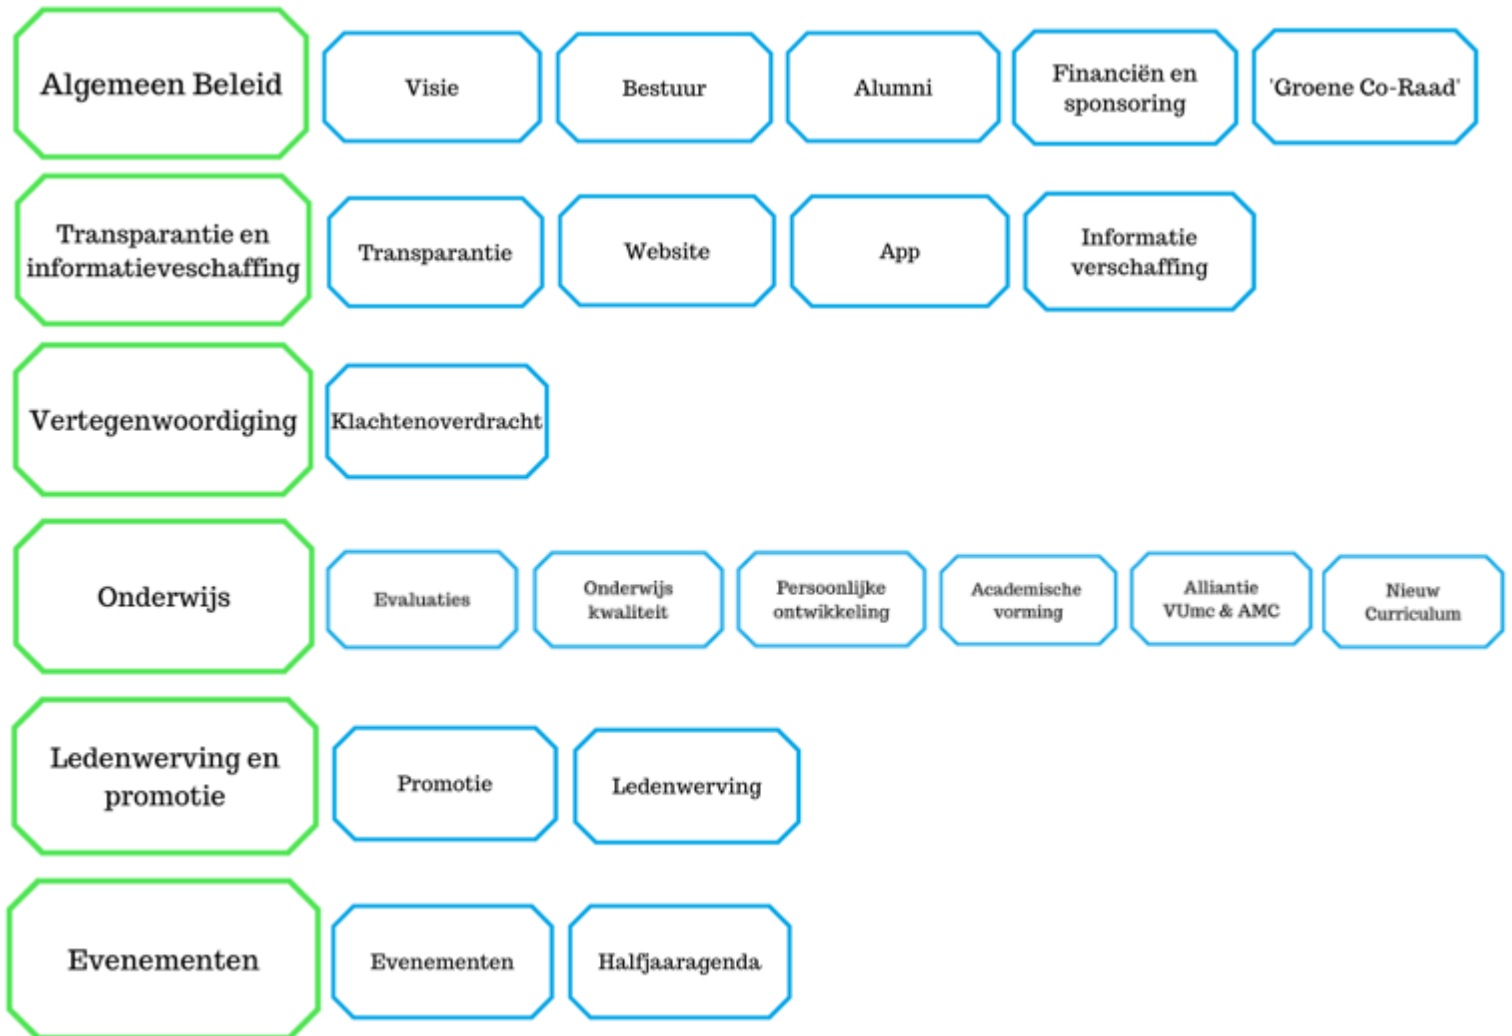 Algemeen Beleid
Visie
Bestuur
Alumni
Financiën en
sponsoring
'Groene Co-Raad'
Transparantie en
informatieveschaffing
Transparantie
Website
App
Informatie
verschaffing
Vertegenwoordiging
Klachtenoverdracht
Onderwijs
Evaluaties
Onderwijs
kwaliteit
Persoonlijke
ontwikkeling
Academische
vorming
Alliantie
VUmc & AMC
Nieuw
Curriculum
Ledenwerving en
promotie
Promotie
Ledenwerving
Evenementen
Evenementen
Halfjaaragenda